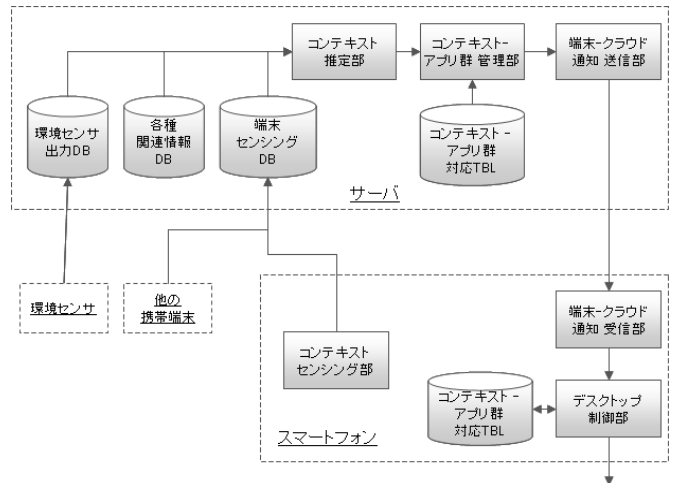 コンテキスト
推定部
コンテキスト－
アプリ群 管理部
端末－クラウド
通知 送信部
環境センサ
出力DB
各種
関連情報
DB
端末
センシング
DB
コンテキスト－
アプリ群
対応TBL
サーバ
環境センサ
他の
携帯端末
コンテキスト
センシング部
端末－クラウド
通知 受信部
コンテキスト－
アプリ群
対応TBL
デスクトップ
制御部
スマートフォン